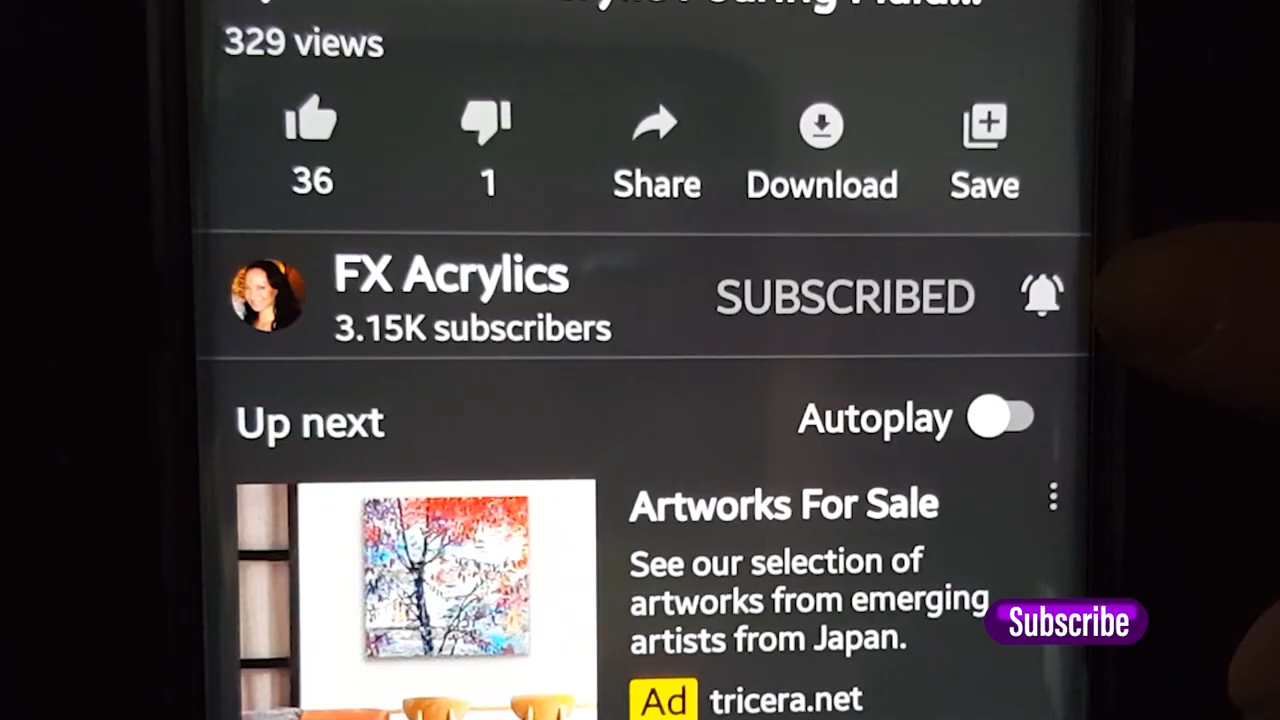 329 views
36
1
Share
Download
Save
FX Acrylics
SUBSCRIBED
3.15K subscribers
Up next
Autoplay
Artworks For Sale
See our selection of
artworks from emerging
artists from Japan.
Subscribe
Ad tricera.net